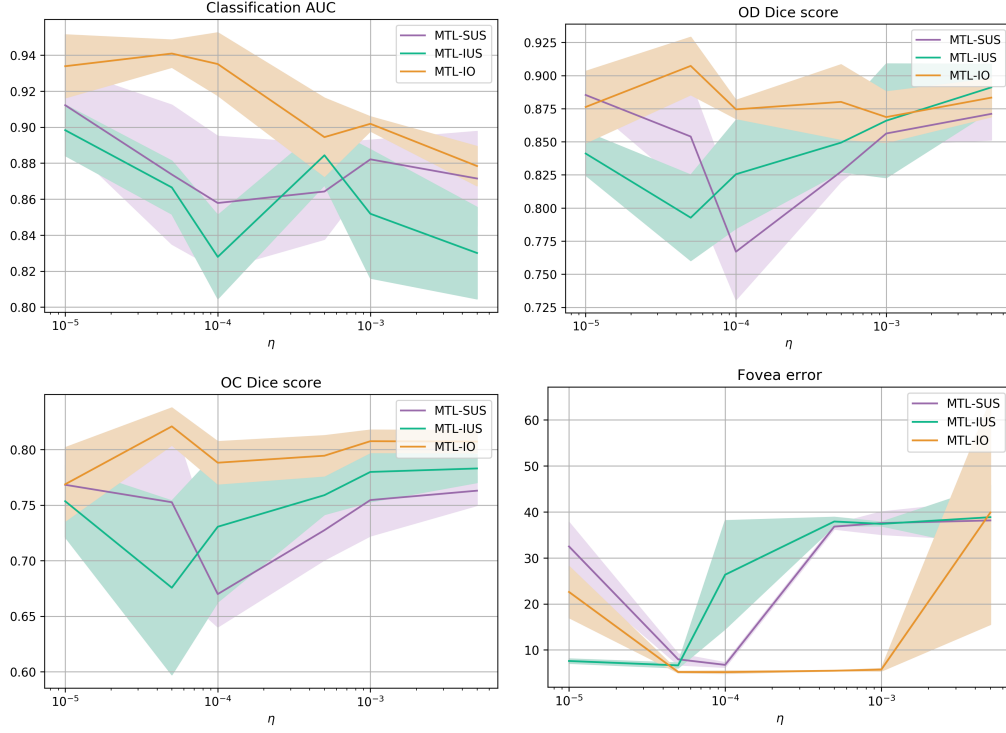 Classification AUC
0.94
0.92
0.90
0.88
0.86
0.84
0.82
0.80
10⁻⁵
10⁻⁴
10⁻³
η
MTL-SUS
MTL-IUS
MTL-IO
OD Dice score
0.925
0.900
0.875
0.850
0.825
0.800
0.775
0.750
0.725
10⁻⁵
10⁻⁴
10⁻³
η
MTL-SUS
MTL-IUS
MTL-IO
OC Dice score
0.80
0.75
0.70
0.65
0.60
10⁻⁵
10⁻⁴
10⁻³
η
MTL-SUS
MTL-IUS
MTL-IO
Fovea error
60
50
40
30
20
10
10⁻⁵
10⁻⁴
10⁻³
η
MTL-SUS
MTL-IUS
MTL-IO